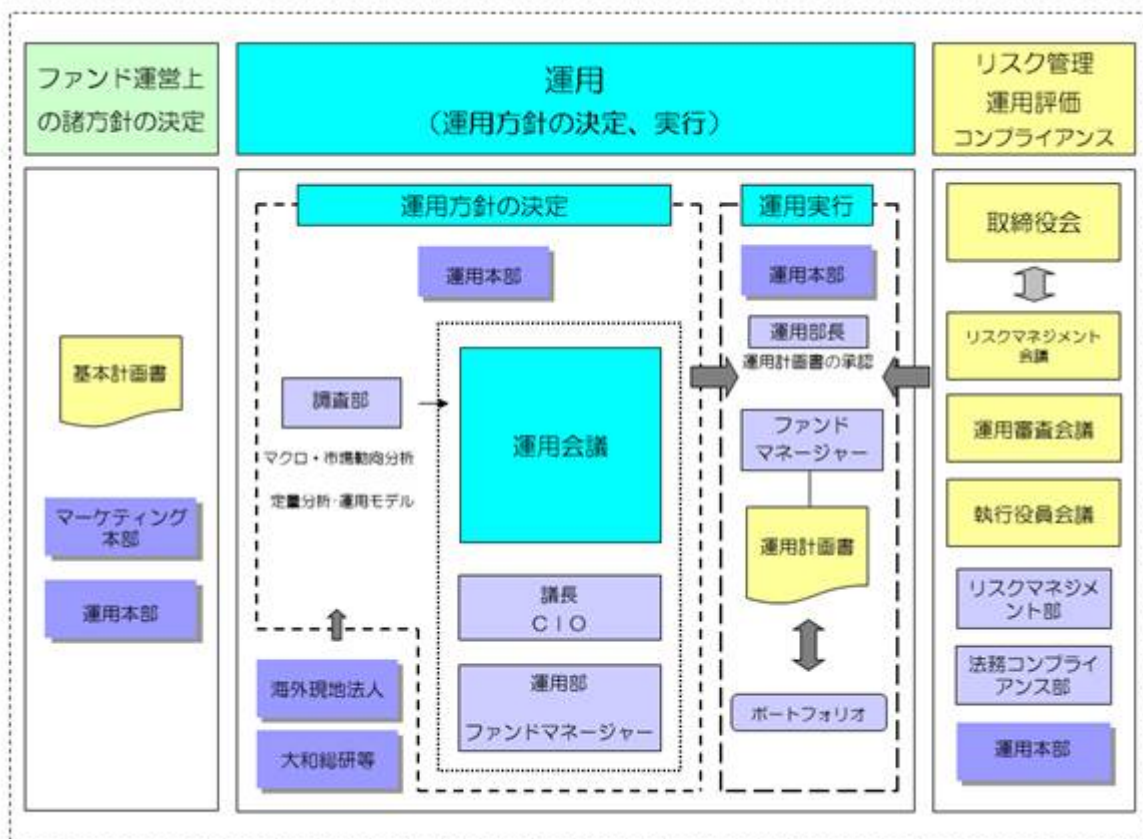 ファンド運営上
の諸方針の決定
運用
（運用方針の決定、実行）
リスク管理
運用評価
コンプライアンス
基本計画書
マーケティング
本部
運用本部
運用方針の決定
運用本部
調査部
マクロ・市場動向分析
定量分析・運用モデル
運用会議
議長
ＣＩＯ
運用部
ファンドマネージャー
海外現地法人
大和総研等
運用実行
運用本部
運用部長
運用計画書の承認
ファンド
マネージャー
運用計画書
ポートフォリオ
取締役会
リスクマネジメント
会議
運用審査会議
執行役員会議
リスクマネジメ
ント部
法務コンプライ
アンス部
運用本部